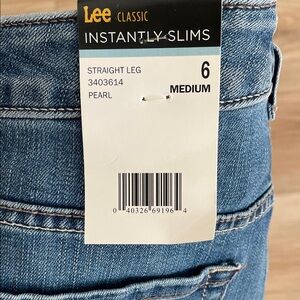 Lee CLASSIC
INSTANTLY SLIMS
STRAIGHT LEG
3403614
PEARL
6
MEDIUM
0 40326 69196 4